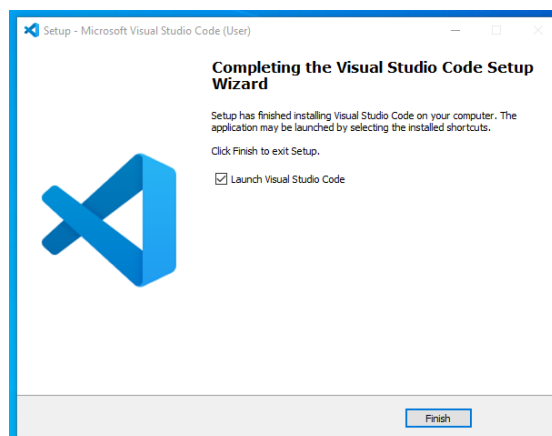 Setup - Microsoft Visual Studio Code (User)
Completing the Visual Studio Code Setup
Wizard
Setup has finished installing Visual Studio Code on your computer. The
application may be launched by selecting the installed shortcuts.
Click Finish to exit Setup.
Launch Visual Studio Code
Finish